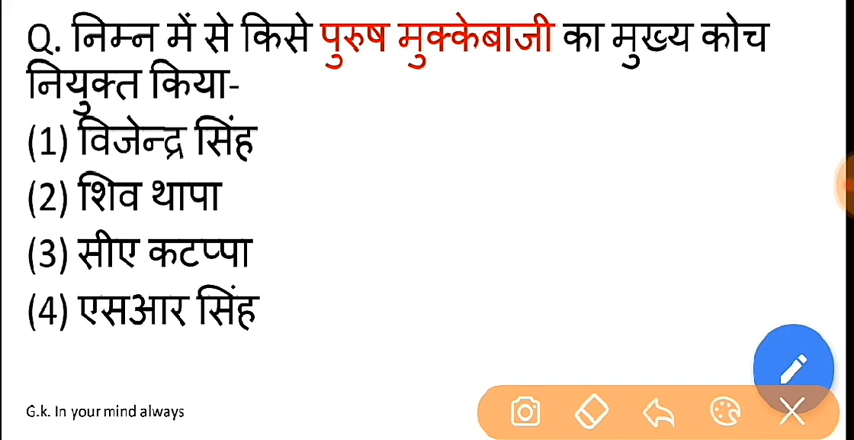 Q. निम्न में से किसे पुरुष मुक्केबाजी का मुख्य कोच
नियुक्त किया-
(1) विजेन्द्र सिंह
(2) शिव थापा
(3) सीए कटप्पा
(4) एसआर सिंह
G.k. In your mind always